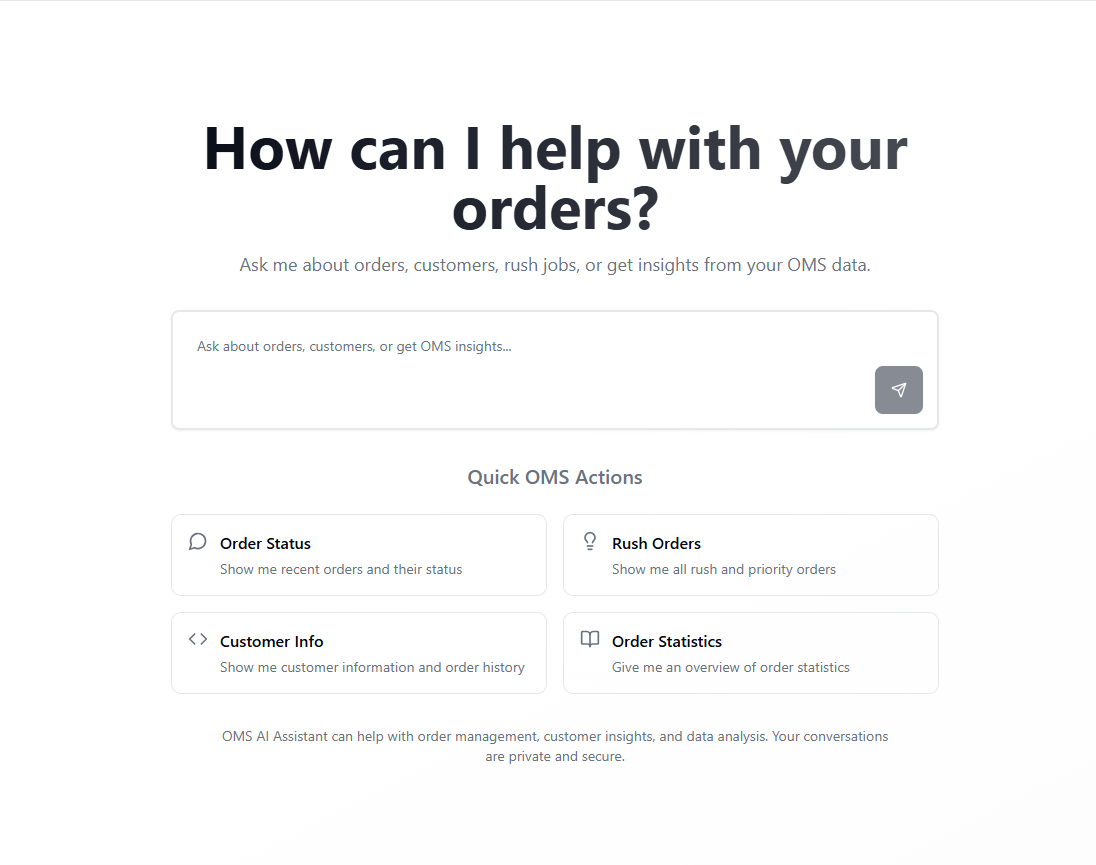 How can I help with your
orders?
Ask me about orders, customers, rush jobs, or get insights from your OMS data.
Ask about orders, customers, or get OMS insights...
Quick OMS Actions
Order Status
Show me recent orders and their status
Rush Orders
Show me all rush and priority orders
Customer Info
Show me customer information and order history
Order Statistics
Give me an overview of order statistics
OMS AI Assistant can help with order management, customer insights, and data analysis. Your conversations
are private and secure.